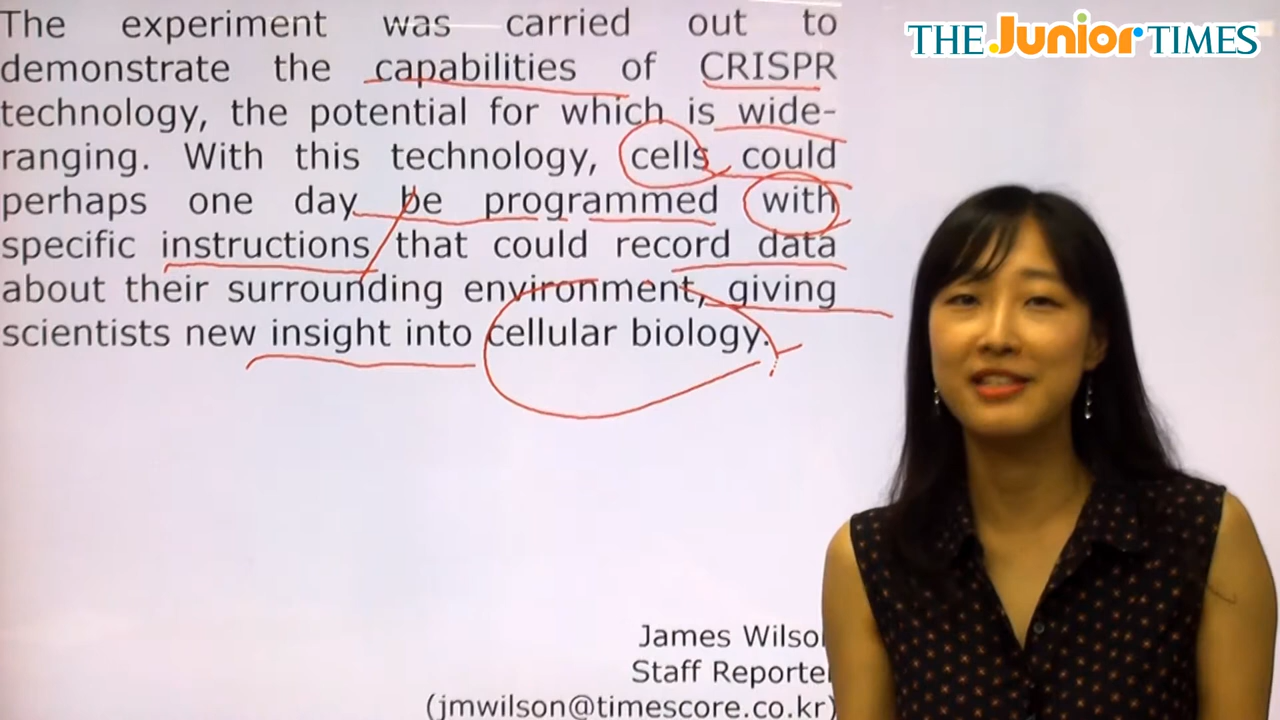 THE Junior TIMES
The experiment was carried out to
demonstrate the capabilities of CRISPR
technology, the potential for which is wide-
ranging. With this technology, cells could
perhaps one day be programmed with
specific instructions that could record data
about their surrounding environment, giving
scientists new insight into cellular biology.
James Wilson
Staff Reporter
(jmwilson@timescore.co.kr)